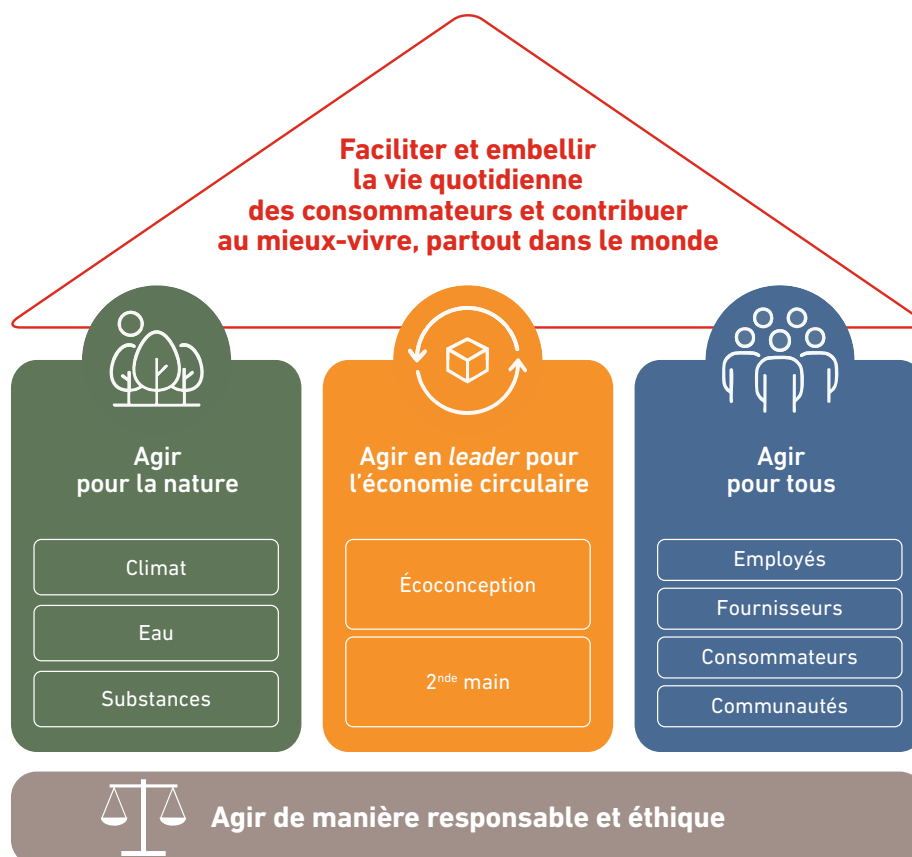 Faciliter et embellir
la vie quotidienne
des consommateurs et contribuer
au mieux-vivre, partout dans le monde
Agir
pour la nature
Climat
Eau
Substances
Agir en leader pour
l'économie circulaire
Écoconception
2nde main
Agir
pour tous
Employés
Fournisseurs
Consommateurs
Communautés
Agir de manière responsable et éthique